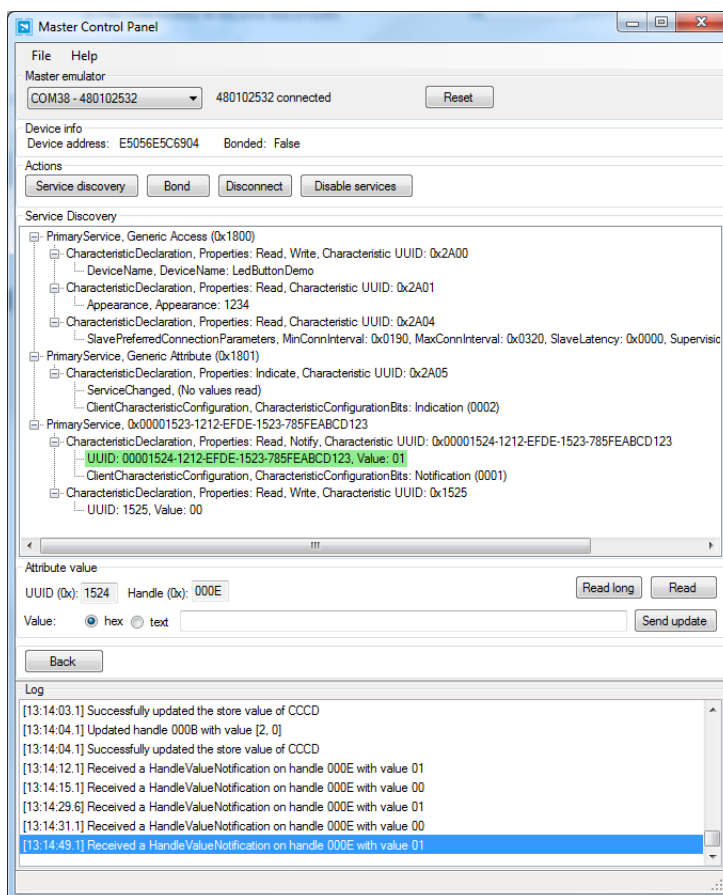 Master Control Panel
File Help
Master emulator
COM38 - 480102532 480102532 connected Reset
Device info
Device address: E5056E5C6904 Bonded: False
Actions
Service discovery Bond Disconnect Disable services
Service Discovery
PrimaryService, Generic Access (0x1800)
CharacteristicDeclaration, Properties: Read, Write, Characteristic UUID: 0x2A00
DeviceName, DeviceName: LedButtonDemo
CharacteristicDeclaration, Properties: Read, Characteristic UUID: 0x2A01
Appearance, Appearance: 1234
CharacteristicDeclaration, Properties: Read, Characteristic UUID: 0x2A04
SlavePreferredConnectionParameters, MinConnInterval: 0x0190, MaxConnInterval: 0x0320, SlaveLatency: 0x0000, Supervisic
PrimaryService, Generic Attribute (0x1801)
CharacteristicDeclaration, Properties: Indicate, Characteristic UUID: 0x2A05
ServiceChanged, (No values read)
ClientCharacteristicConfiguration, CharacteristicConfigurationBits: Indication (0002)
PrimaryService, 0x00001523-1212-EFDE-1523-785FEABCD123
CharacteristicDeclaration, Properties: Read, Notify, Characteristic UUID: 0x00001524-1212-EFDE-1523-785FEABCD123
UUID: 00001524-1212-EFDE-1523-785FEABCD123, Value: 01
ClientCharacteristicConfiguration, CharacteristicConfigurationBits: Notification (0001)
CharacteristicDeclaration, Properties: Read, Write, Characteristic UUID: 0x1525
UUID: 1525, Value: 00
Attribute value
UUID (0x): 1524 Handle (0x): 000E Read long Read
Value: hex text Send update
Back
Log
[13:14:03.1] Successfully updated the store value of CCCD
[13:14:04.1] Updated handle 000B with value [2, 0]
[13:14:04.1] Successfully updated the store value of CCCD
[13:14:12.1] Received a HandleValueNotification on handle 000E with value 01
[13:14:15.1] Received a HandleValueNotification on handle 000E with value 00
[13:14:29.6] Received a HandleValueNotification on handle 000E with value 01
[13:14:31.1] Received a HandleValueNotification on handle 000E with value 00
[13:14:49.1] Received a HandleValueNotification on handle 000E with value 01